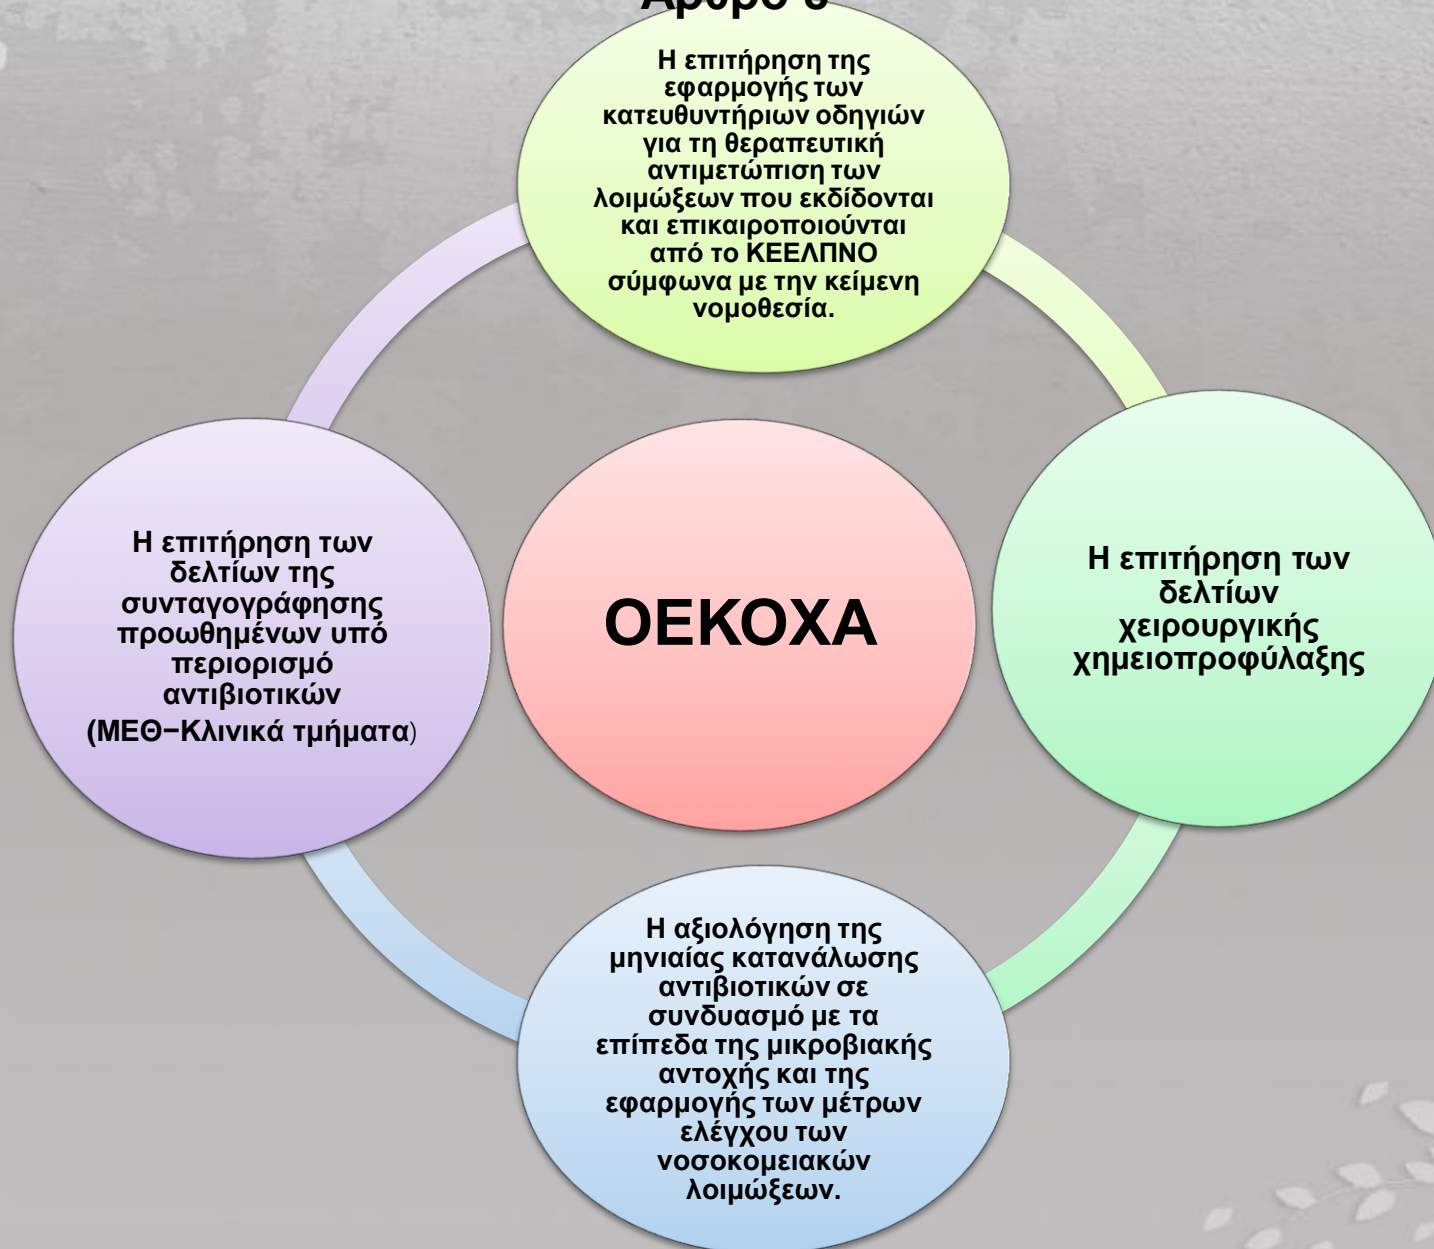 Η επιτήρηση της
εφαρμογής των
κατευθυντήριων οδηγιών
για τη θεραπευτική
αντιμετώπιση των
λοιμώξεων που εκδίδονται
και επικαιροποιούνται
από το ΚΕΕΛΠΝΟ
σύμφωνα με την κείμενη
νομοθεσία.
Η επιτήρηση των
δελτίων
χειρουργικής
χημειοπροφύλαξης
Η αξιολόγηση της
μηνιαίας κατανάλωσης
αντιβιοτικών σε
συνδυασμό με τα
επίπεδα της μικροβιακής
αντοχής και της
εφαρμογής των μέτρων
ελέγχου των
νοσοκομειακών
λοιμώξεων.
Η επιτήρηση των
δελτίων της
συνταγογράφησης
προωθημένων υπό
περιορισμό
αντιβιοτικών
(ΜΕΘ−Κλινικά τμήματα)
ΟΕΚΟΧΑ